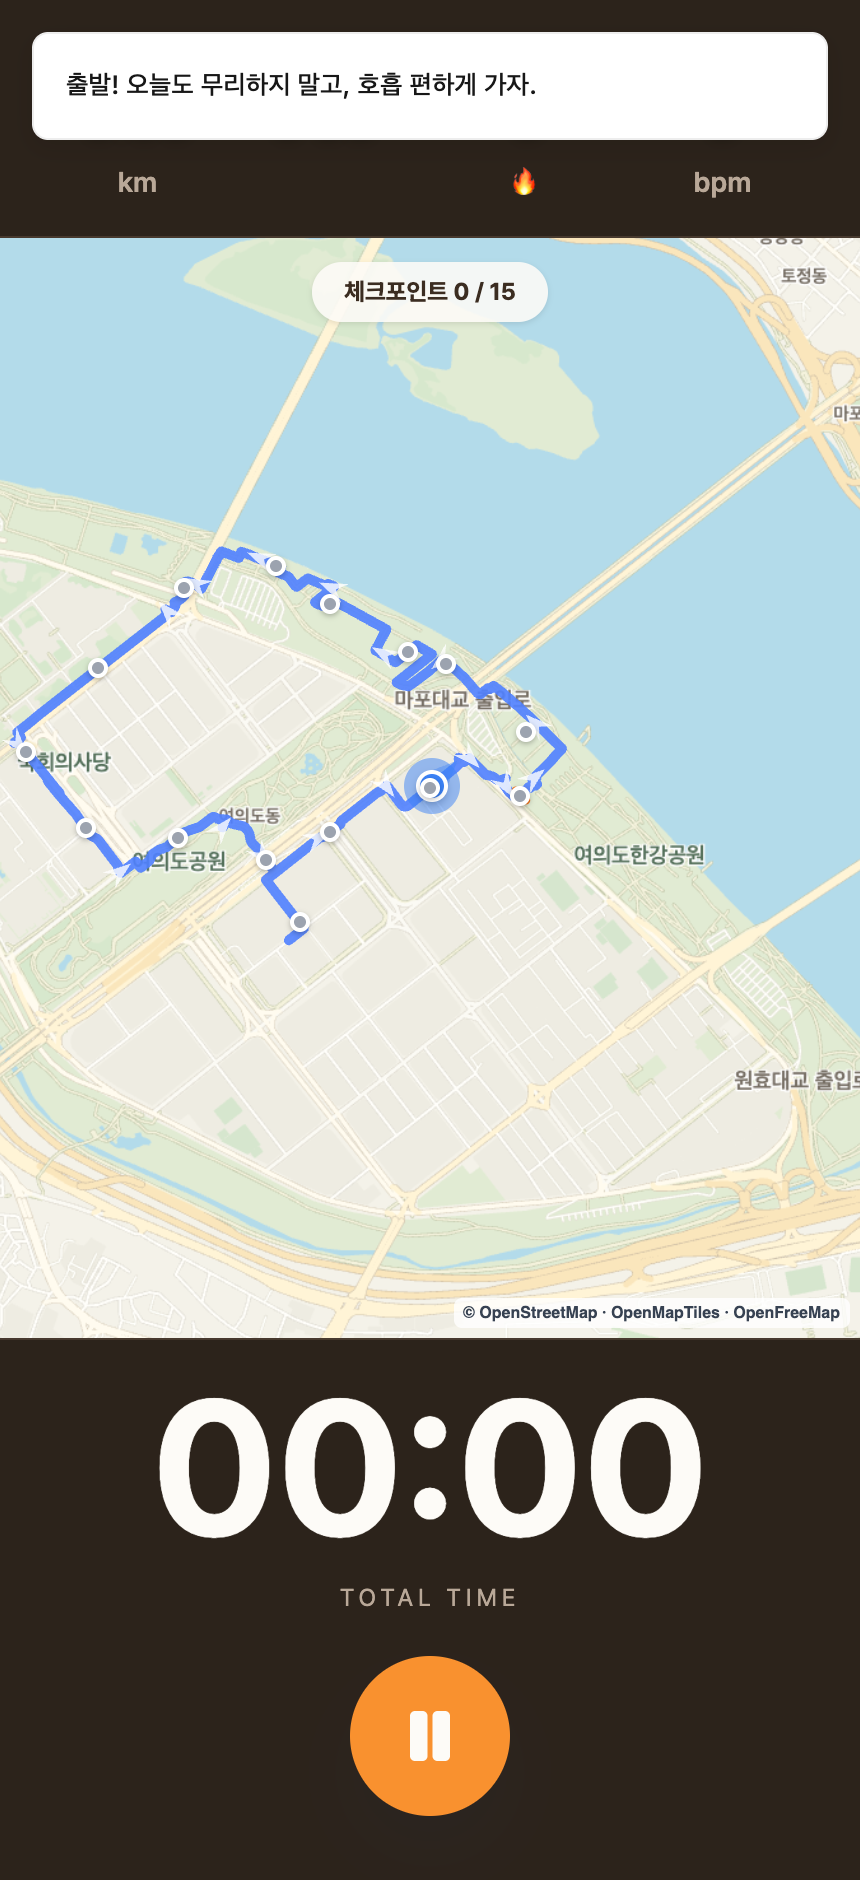 출발! 오늘도 무리하지 말고, 호흡 편하게 가자.
km
bpm
체크포인트 0 / 15
토정동
마포대교 출입로
국회의사당
여의도동
여의도공원
여의도한강공원
원효대교 출입로
© OpenStreetMap · OpenMapTiles · OpenFreeMap
00:00
TOTAL TIME